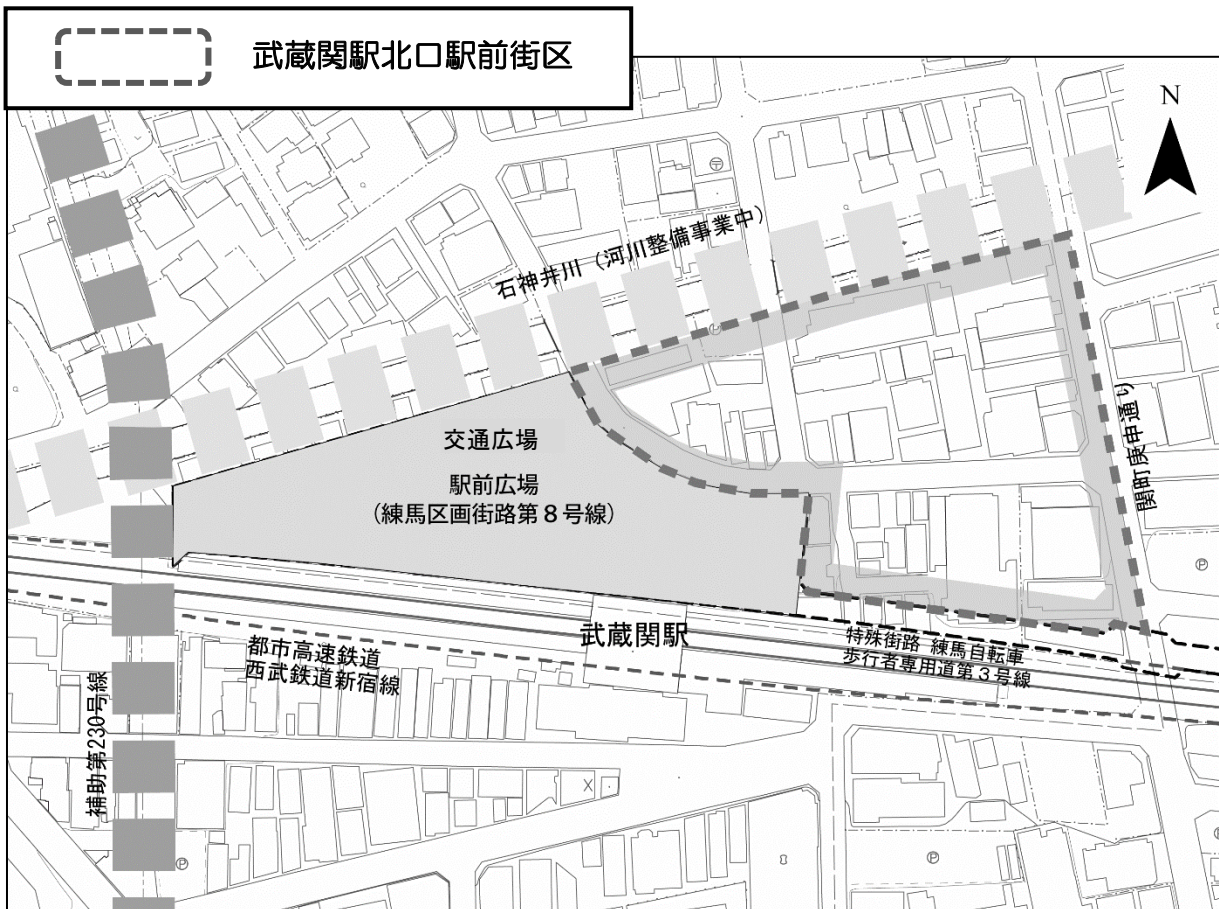 武蔵関駅北口駅前街区
N
石神井川（河川整備事業中）
交通広場
駅前広場
（練馬区画街路第８号線）
関町庚申通り
武蔵関駅
特殊街路 練馬自転車
歩行者専用道第３号線
都市高速鉄道
西武鉄道新宿線
補助第230号線